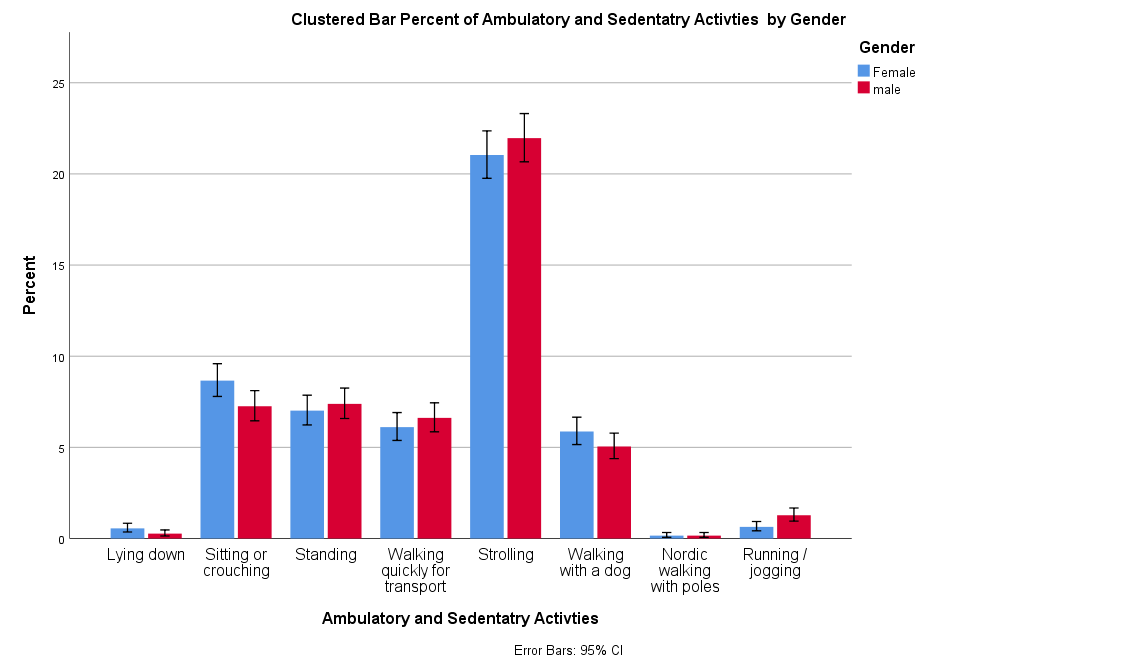 Clustered Bar Percent of Ambulatory and Sedentatry Activties by Gender
Gender
Female
male
Percent
25
20
15
10
5
0
Lying down
Sitting or
crouching
Standing
Walking
quickly for
transport
Strolling
Walking
with a dog
Nordic
walking
with poles
Running /
jogging
Ambulatory and Sedentatry Activties
Error Bars: 95% CI